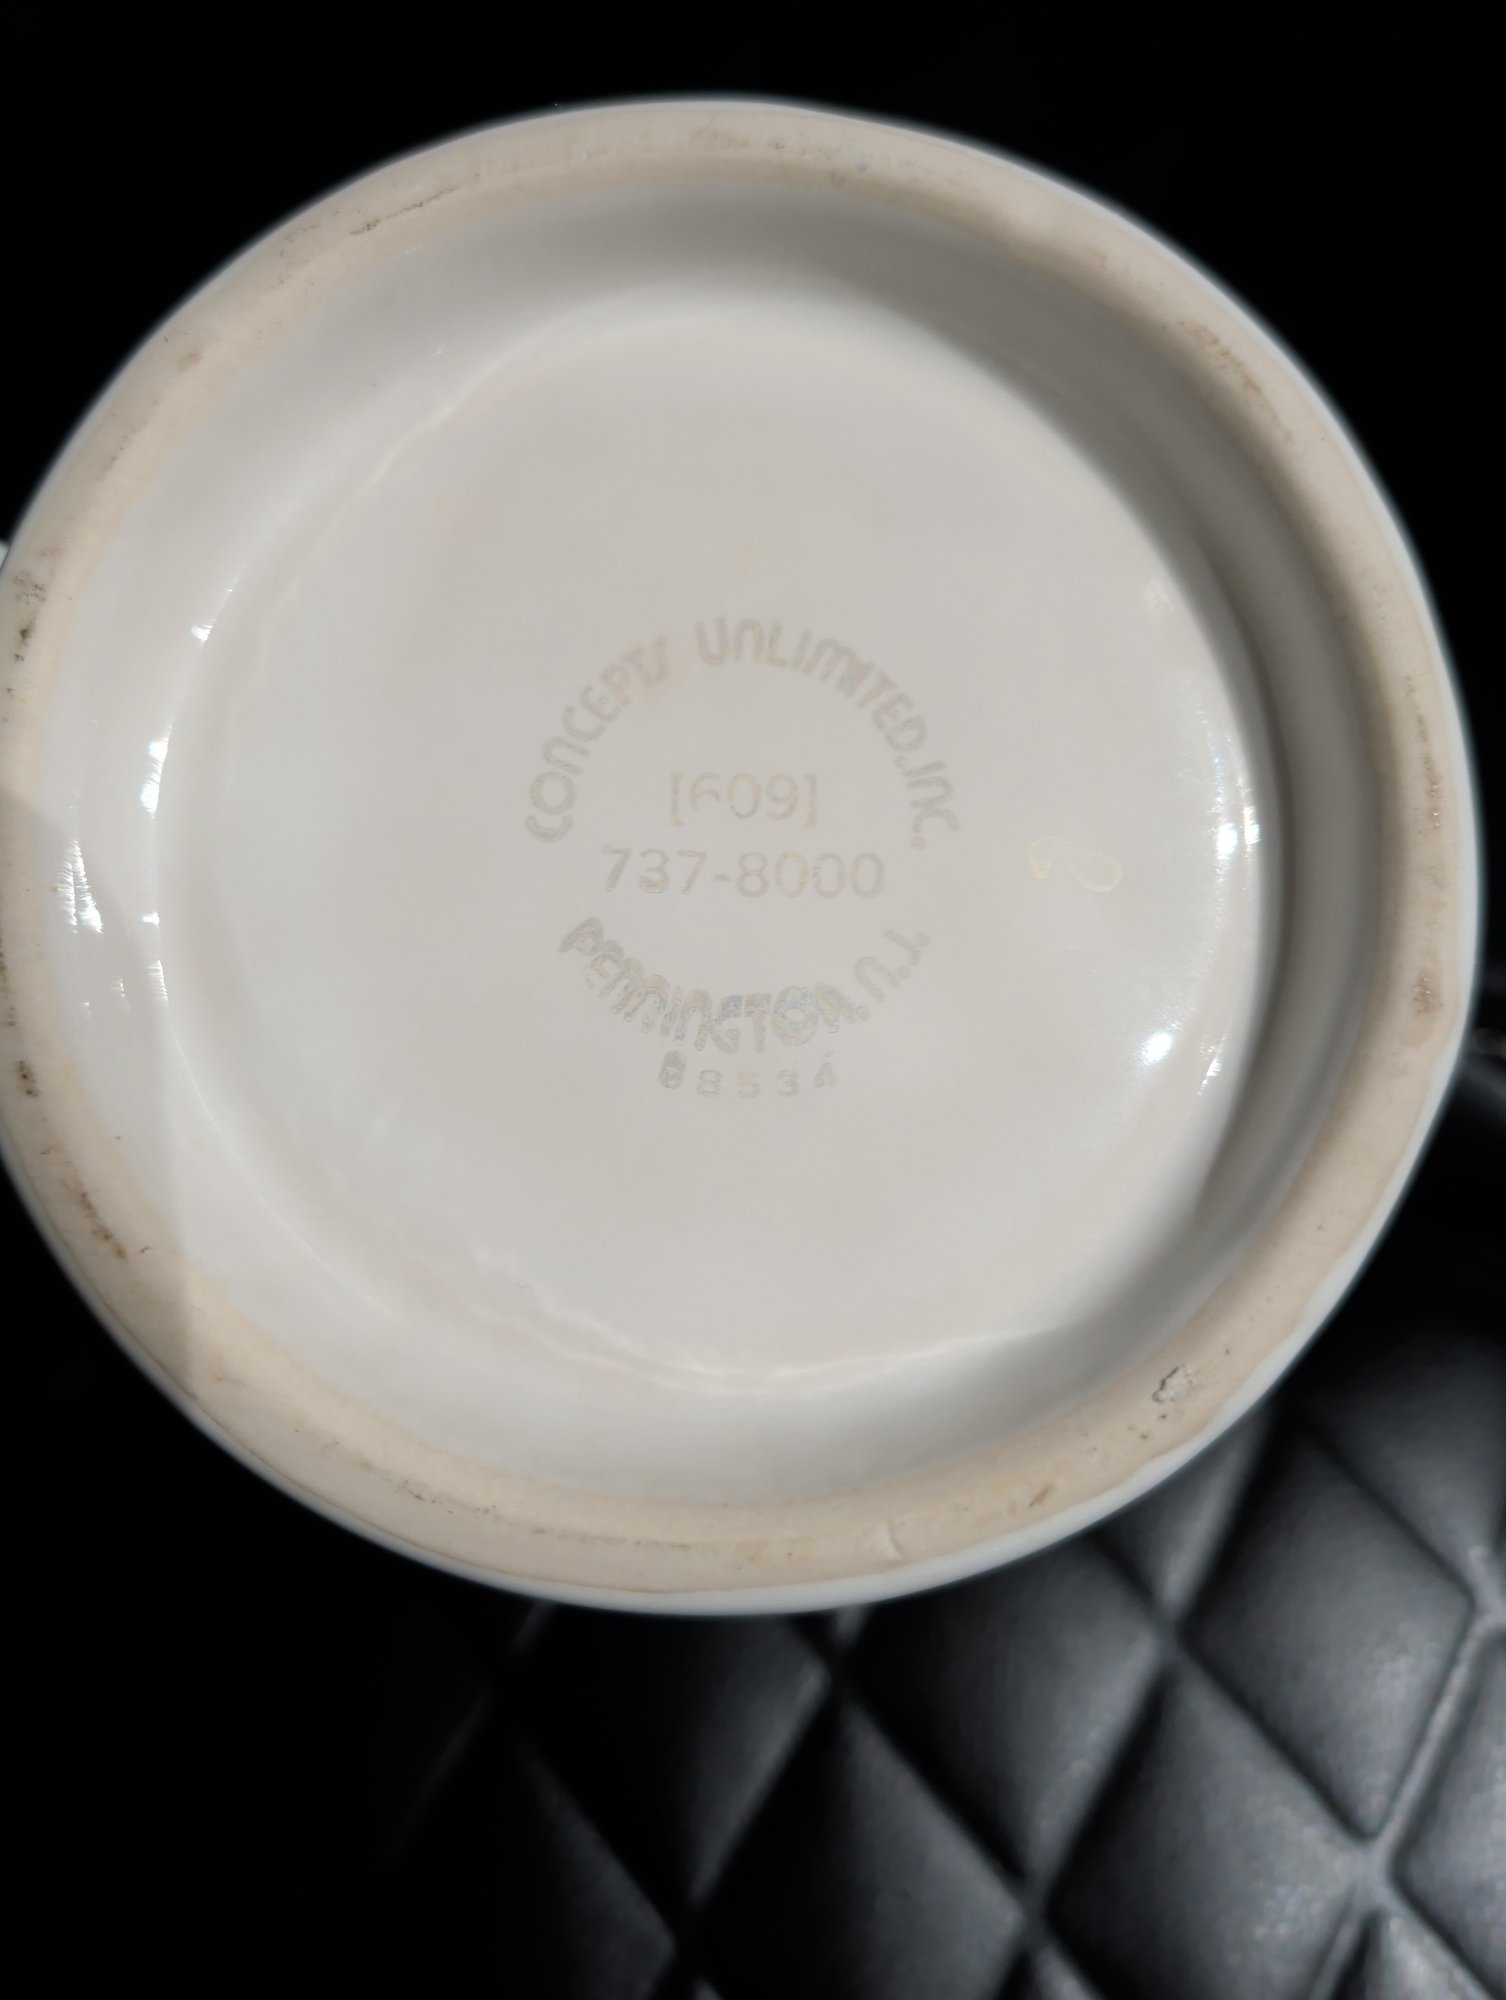 CONCEPTS UNLIMITED, INC.
[609]
737-8000
PENNINGTON, N.J.
08534